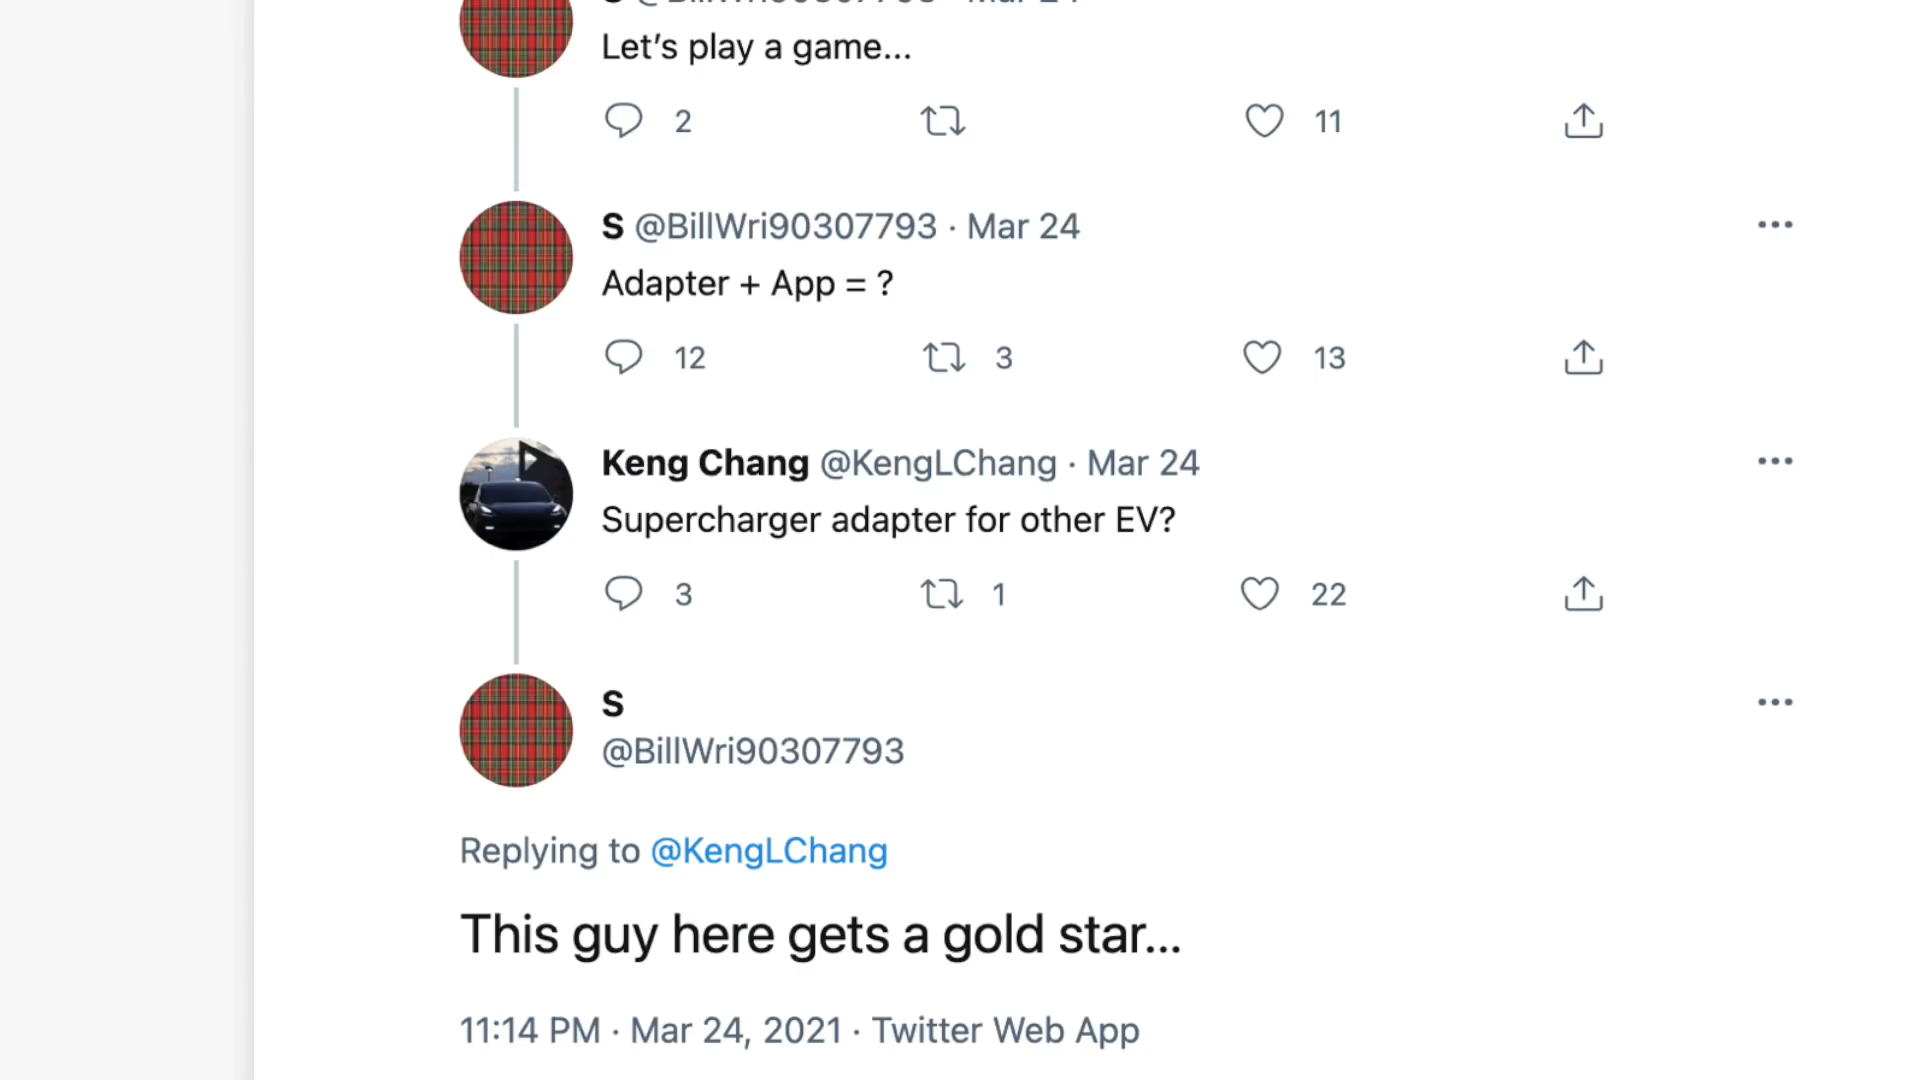 Let’s play a game...
2
11
S @BillWri90307793 · Mar 24
Adapter + App = ?
12
3
13
Keng Chang @KengLChang · Mar 24
Supercharger adapter for other EV?
3
1
22
S
@BillWri90307793
Replying to @KengLChang
This guy here gets a gold star...
11:14 PM · Mar 24, 2021 · Twitter Web App